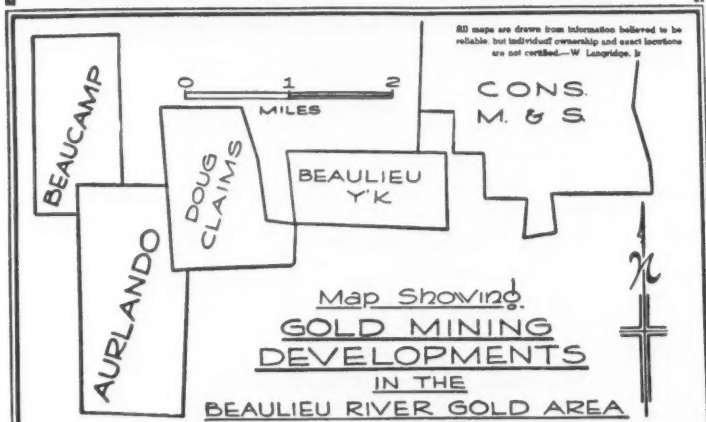 All maps are drawn from information believed to be
reliable, but individual ownership and exact locations
are not certified.—W. Langridge, Jr
0 1 2
MILES
CONS.
M. & S.
BEAUCAMP
DOUG
CLAIMS
BEAULIEU
Y'K
AURLANDO
N
Map Showing
GOLD MINING
DEVELOPMENTS
IN THE
BEAULIEU RIVER GOLD AREA